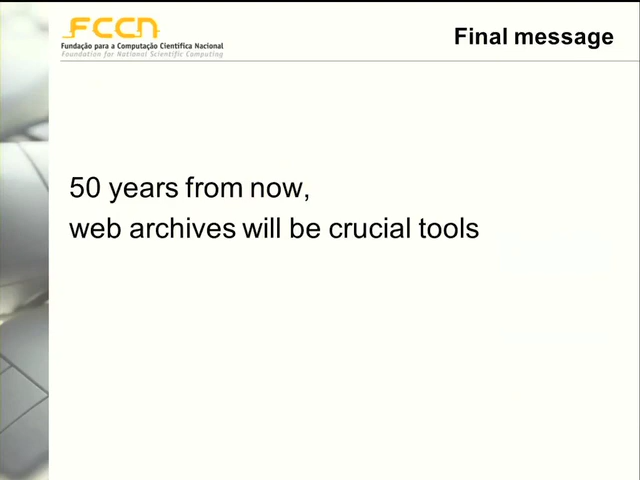 FCCN
Fundação para a Computação Científica Nacional
Foundation for National Scientific Computing
Final message
50 years from now,
web archives will be crucial tools